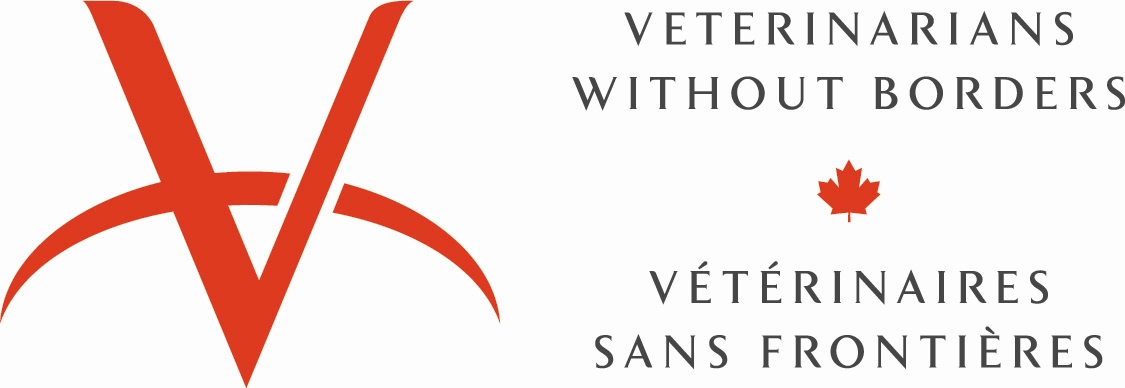 VETERINARIANS
WITHOUT BORDERS
VÉTÉRINAIRES
SANS FRONTIÈRES